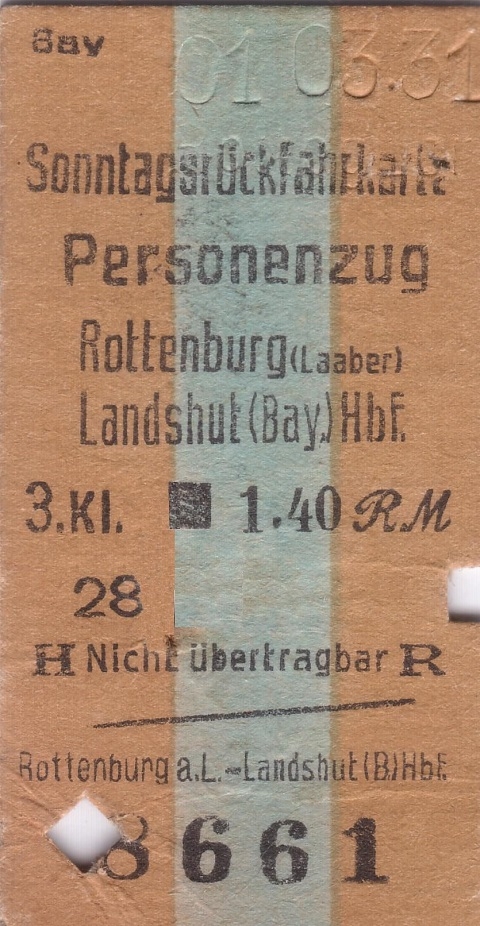 Bay
01 03.31
Sonntagsrückfahrkarte
Personenzug
Rottenburg (Laaber)
Landshut (Bay.) Hbf.
3.Kl. 1.40 RM
28
H Nicht übertragbar R
Rottenburg a.L.-Landshut (B) Hbf.
8661